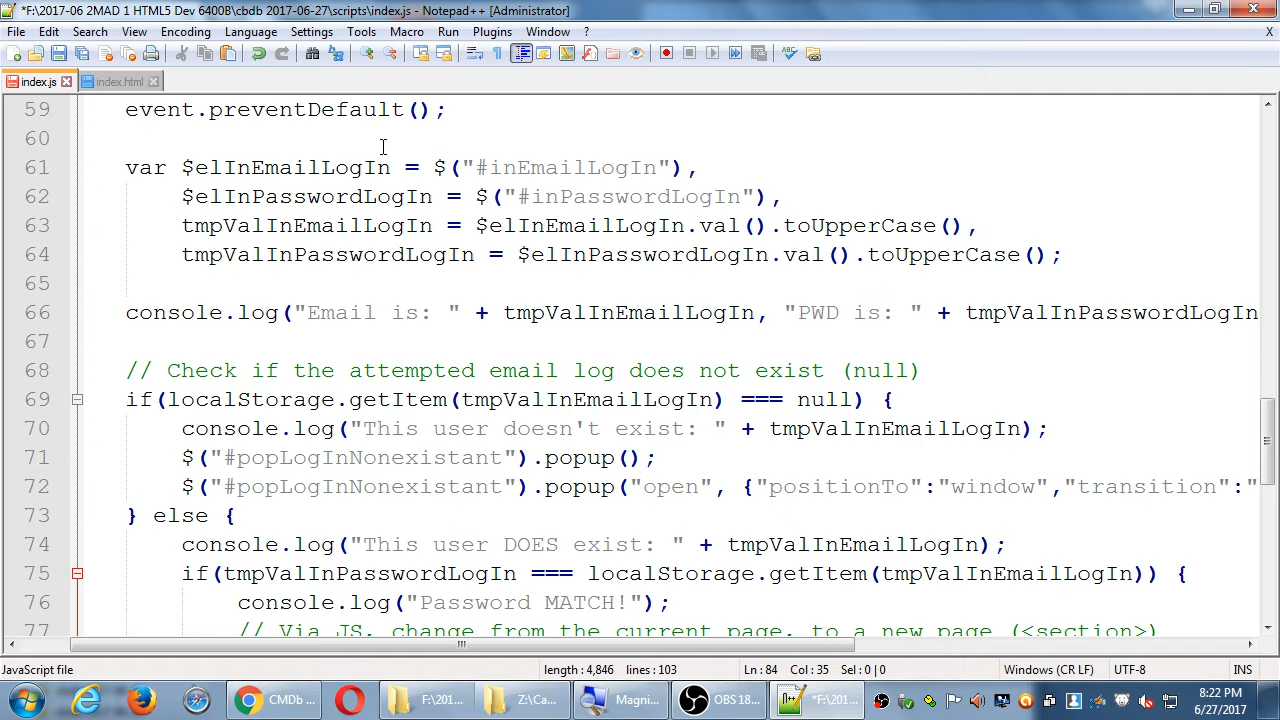 *F:\2017-06 2MAD 1 HTML5 Dev 6400B\cbdb 2017-06-27\scripts\index.js - Notepad++ [Administrator]
File Edit Search View Encoding Language Settings Tools Macro Run Plugins Window ? X
index.js index.html
59 event.preventDefault();
60
61 var $elInEmailLogIn = $("#inEmailLogIn"),
62 $elInPasswordLogIn = $("#inPasswordLogIn"),
63 tmpValInEmailLogIn = $elInEmailLogIn.val().toUpperCase(),
64 tmpValInPasswordLogIn = $elInPasswordLogIn.val().toUpperCase();
65
66 console.log("Email is: " + tmpValInEmailLogIn, "PWD is: " + tmpValInPasswordLogIn
67
68 // Check if the attempted email log does not exist (null)
69 if(localStorage.getItem(tmpValInEmailLogIn) === null) {
70 console.log("This user doesn't exist: " + tmpValInEmailLogIn);
71 $("#popLogInNonexistant").popup();
72 $("#popLogInNonexistant").popup("open", {"positionTo":"window","transition":"
73 } else {
74 console.log("This user DOES exist: " + tmpValInEmailLogIn);
75 if(tmpValInPasswordLogIn === localStorage.getItem(tmpValInEmailLogIn)) {
76 console.log("Password MATCH!");
77 // Via JS, change from the current page, to a new page (<section>)
JavaScript file length : 4,846 lines : 103 Ln : 84 Col : 35 Sel : 0 | 0 Windows (CR LF) UTF-8 INS
CMDb ... F:\201... Z:\Ca... Magni... OBS 18... *F:\201... 8:22 PM
6/27/2017